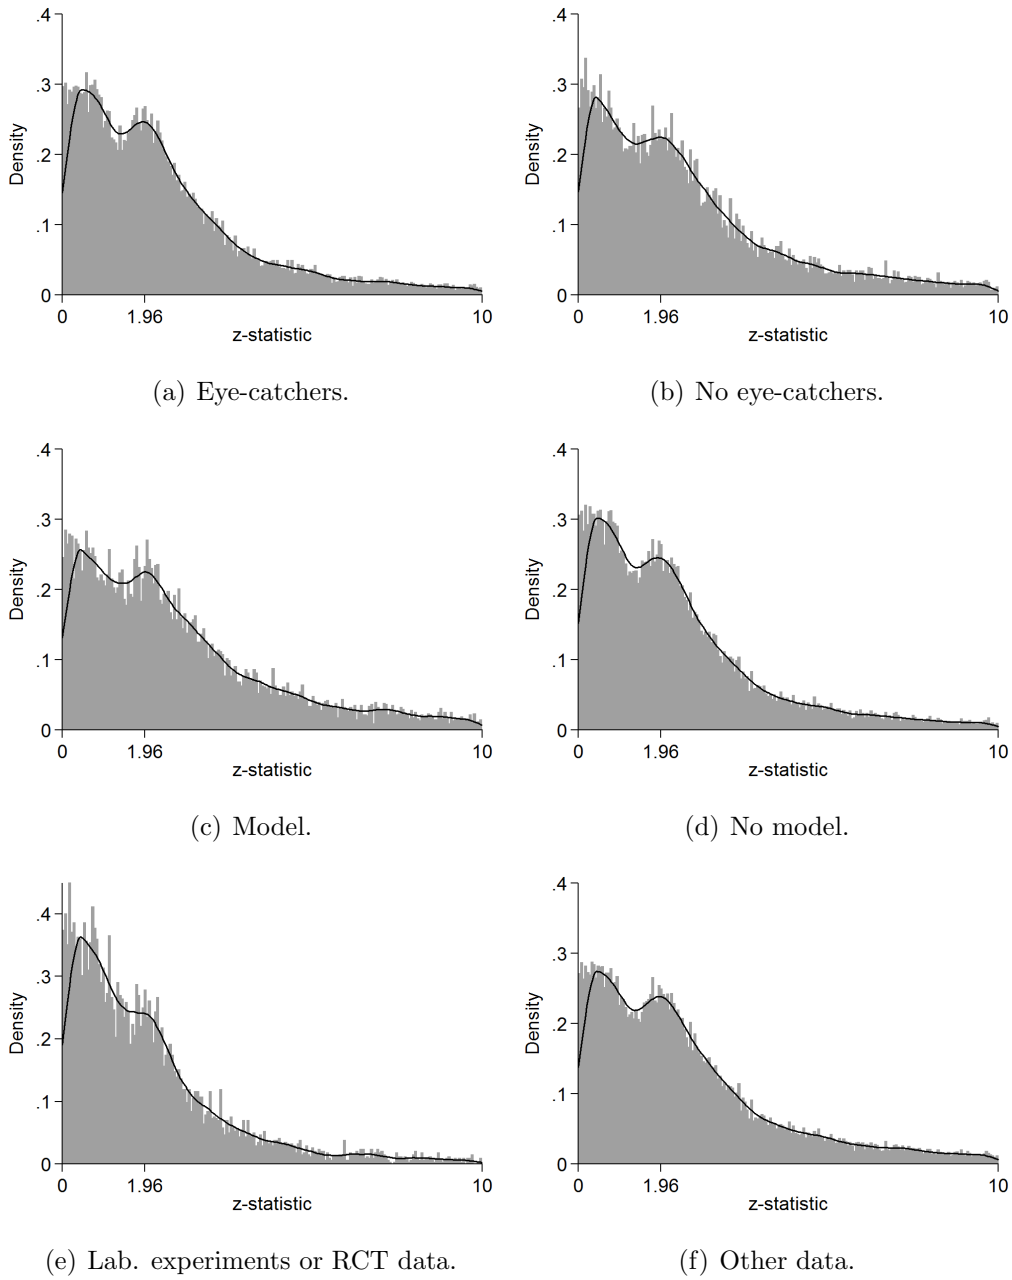 .4
.4
.3
.3
Density
.2
Density
.2
.1
.1
0
0
0 1.96 10
0 1.96 10
z-statistic
z-statistic
(a) Eye-catchers.
(b) No eye-catchers.
.4
.4
.3
.3
Density
.2
Density
.2
.1
.1
0
0
0 1.96 10
0 1.96 10
z-statistic
z-statistic
(c) Model.
(d) No model.
.4
.4
.3
.3
Density
.2
Density
.2
.1
.1
0
0
0 1.96 10
0 1.96 10
z-statistic
z-statistic
(e) Lab. experiments or RCT data.
(f) Other data.